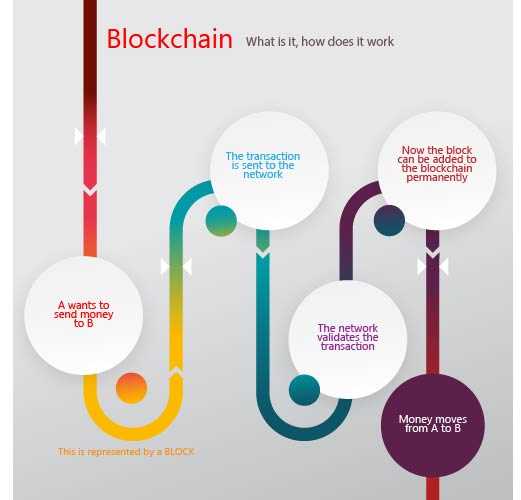 Blockchain What is it, how does it work
The transaction
is sent to the
network
Now the block
can be added to
the blockchain
permanently
A wants to
send money
to B
The network
validates the
transaction
Money moves
from A to B
This is represented by a BLOCK